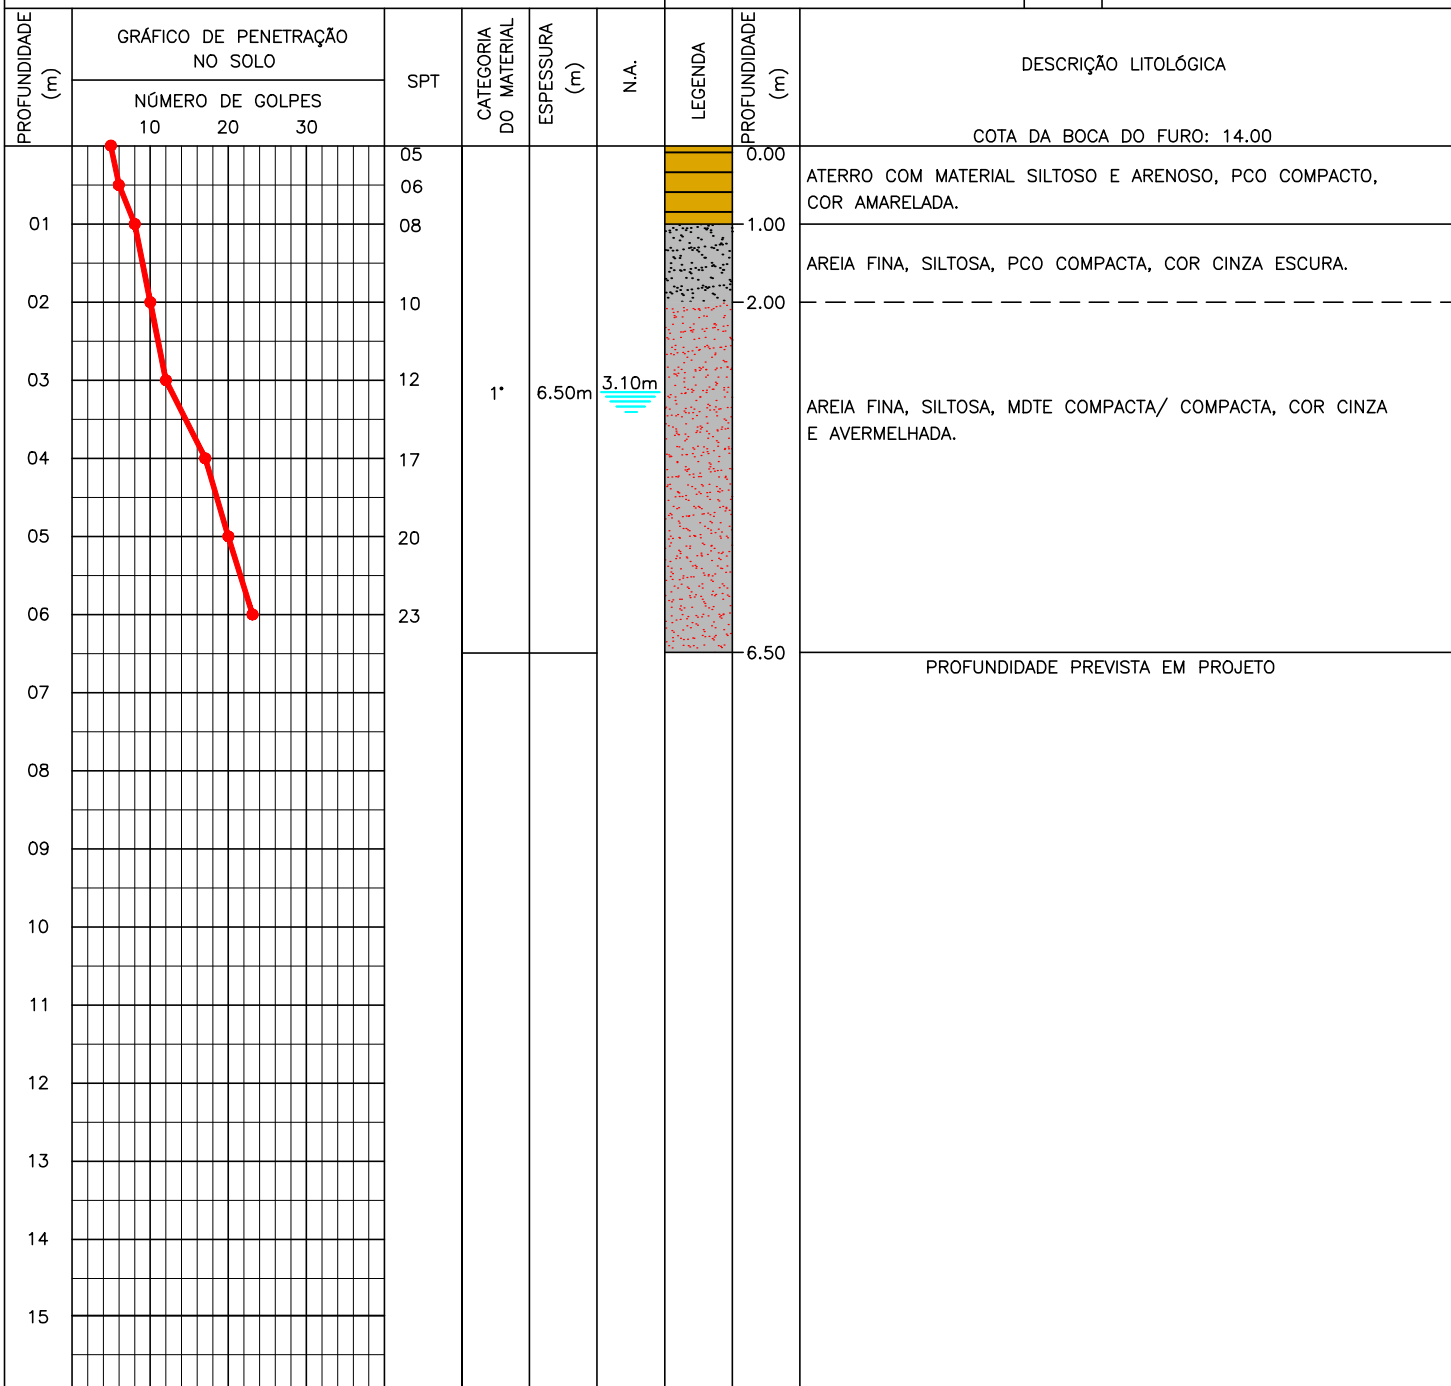 PROFUNDIDADE
(m)
GRÁFICO DE PENETRAÇÃO
NO SOLO
NÚMERO DE GOLPES
10 20 30
SPT
CATEGORIA
DO MATERIAL
ESPESSURA
(m)
N.A.
LEGENDA
PROFUNDIDADE
(m)
DESCRIÇÃO LITOLÓGICA
COTA DA BOCA DO FURO: 14.00
05
06
01 08
02 10
03 12
04 17
05 20
06 23
07
08
09
10
11
12
13
14
15
1°
6.50m
3.10m
0.00
ATERRO COM MATERIAL SILTOSO E ARENOSO, PCO COMPACTO,
COR AMARELADA.
1.00
AREIA FINA, SILTOSA, PCO COMPACTA, COR CINZA ESCURA.
2.00
AREIA FINA, SILTOSA, MDTE COMPACTA/ COMPACTA, COR CINZA
E AVERMELHADA.
6.50
PROFUNDIDADE PREVISTA EM PROJETO